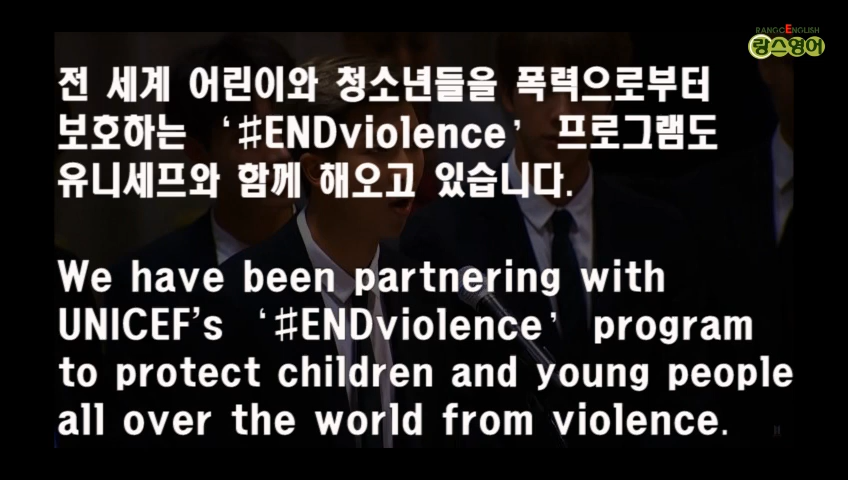 RANGCENGLISH
랑스영어
전 세계 어린이와 청소년들을 폭력으로부터
보호하는 ‘#ENDviolence’ 프로그램도
유니세프와 함께 해오고 있습니다.
We have been partnering with
UNICEF’s ‘#ENDviolence’ program
to protect children and young people
all over the world from violence.